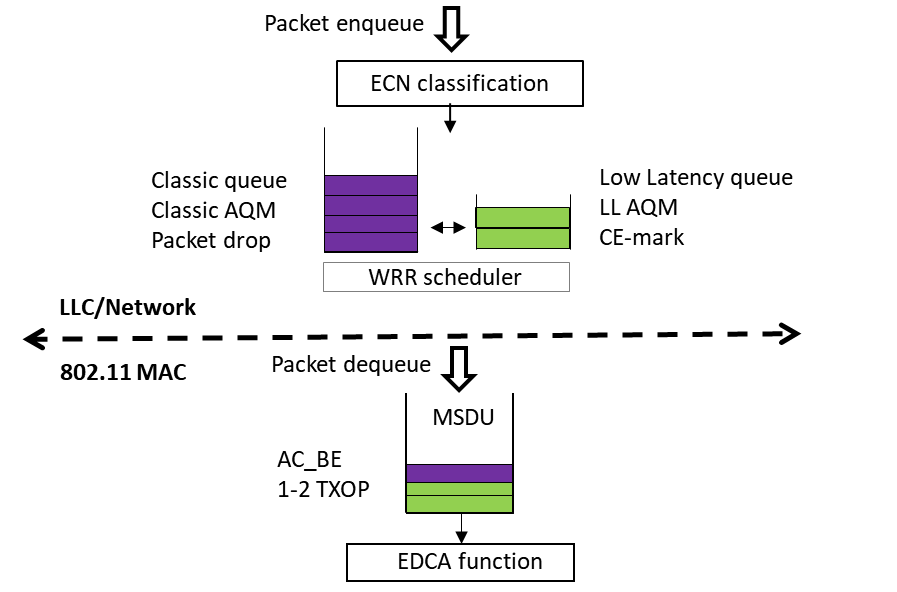 Packet enqueue
ECN classification
Classic queue
Classic AQM
Packet drop
Low Latency queue
LL AQM
CE-mark
WRR scheduler
LLC/Network
802.11 MAC
Packet dequeue
MSDU
AC_BE
1-2 TXOP
EDCA function